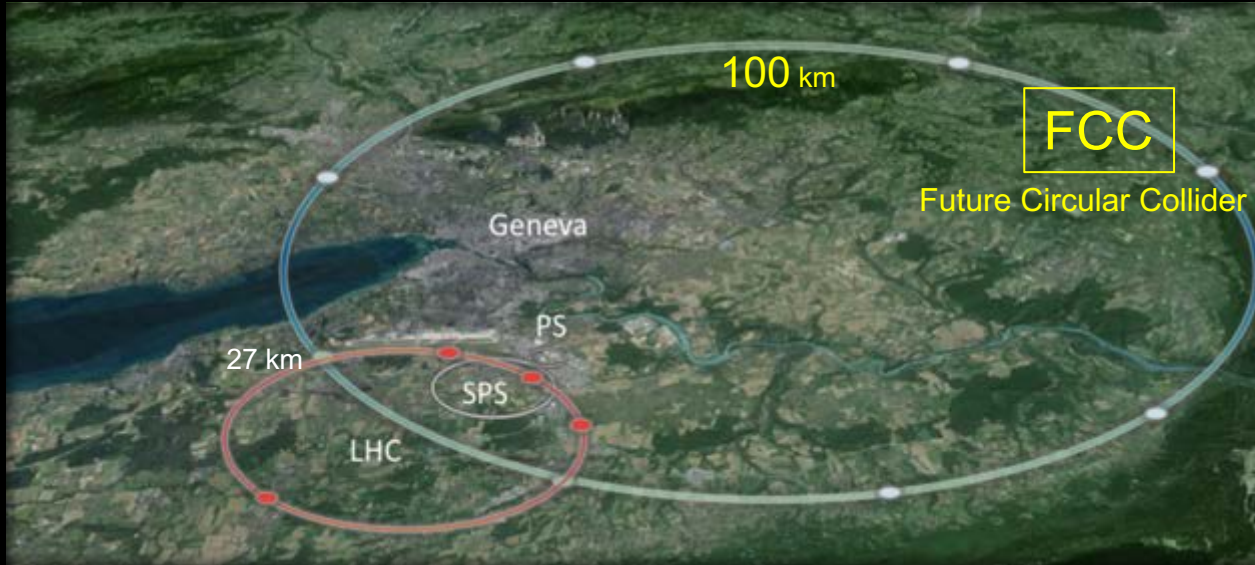 100 km
FCC
Future Circular Collider
Geneva
PS
27 km
SPS
LHC